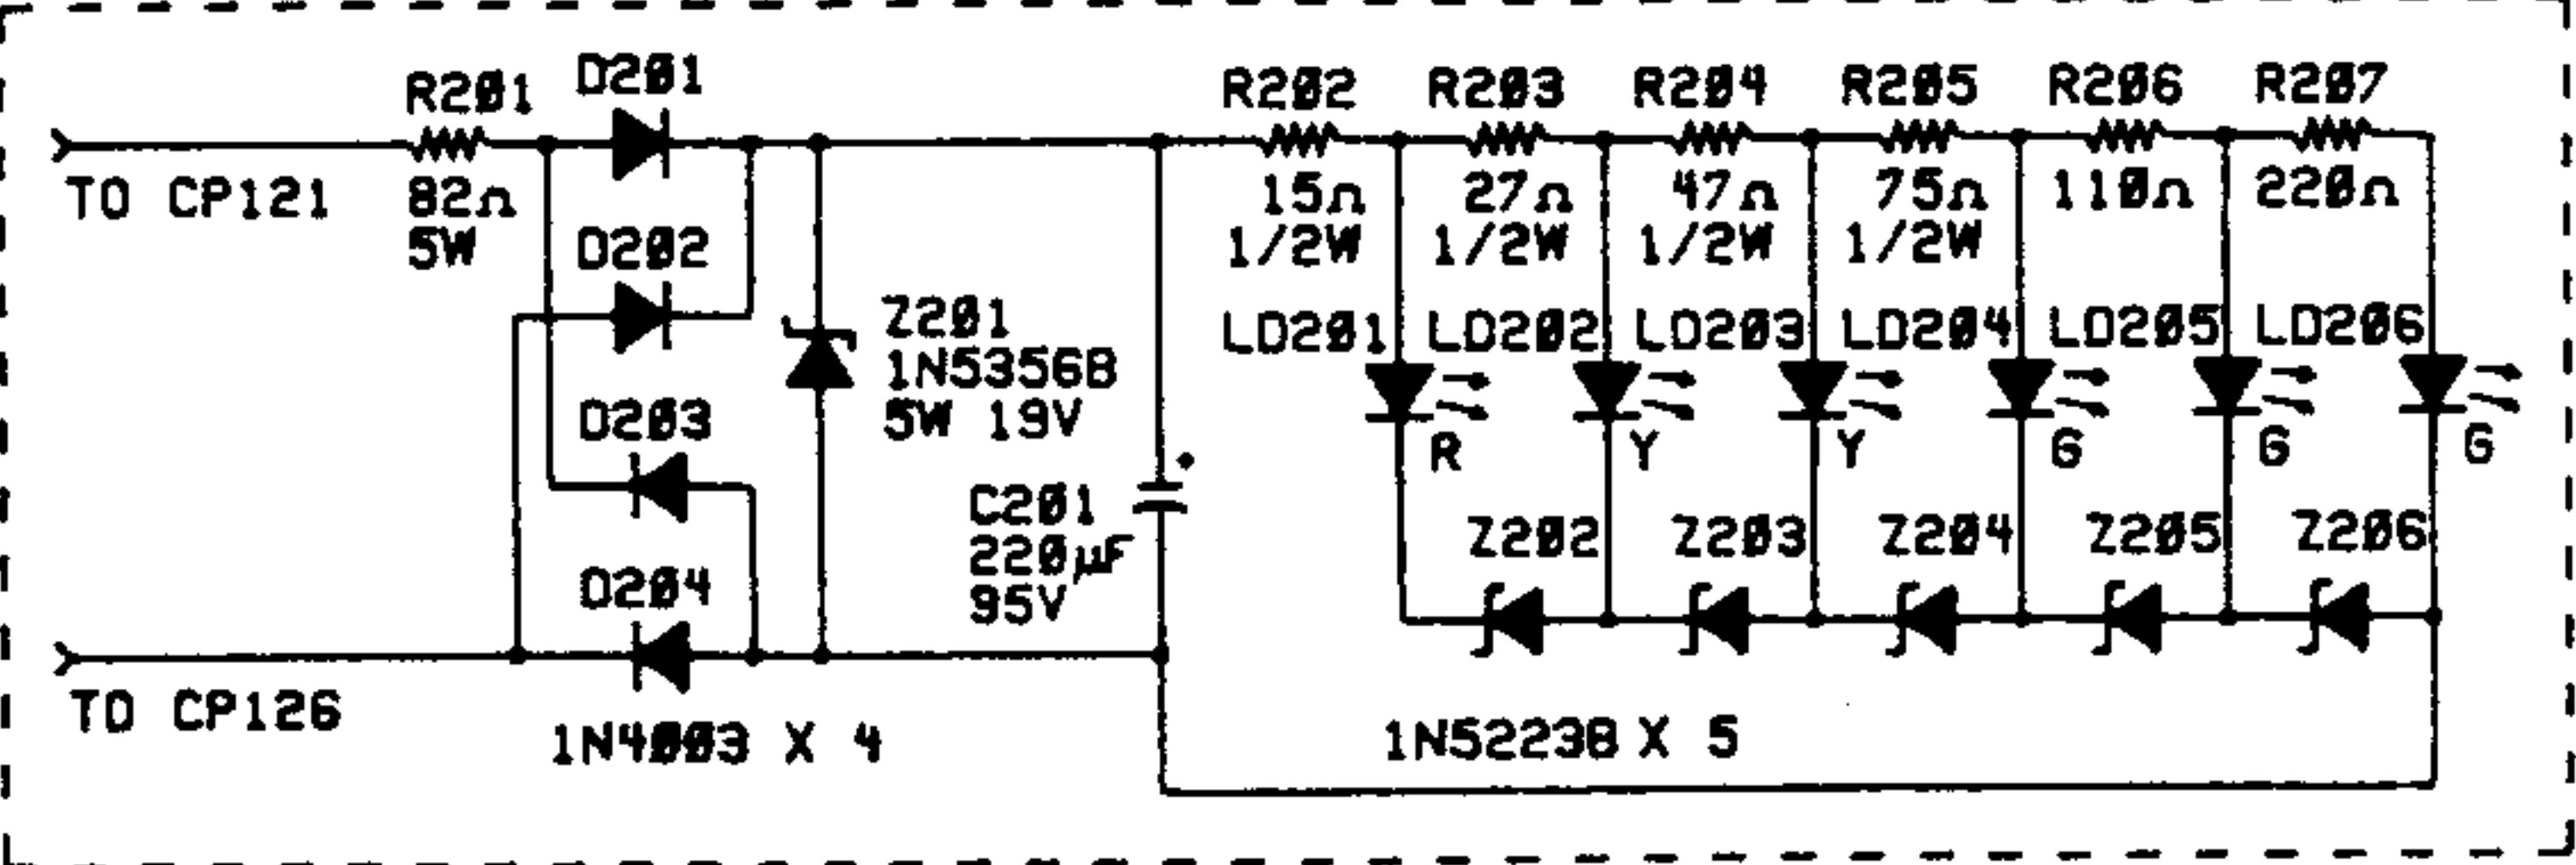 R201
D201
82Ω
5W
TO CP121
D202
D203
D204
1N4003 X 4
TO CP126
Z201
1N5356B
5W 19V
C201
220µF
95V
R202
R203
R204
R205
R206
R207
15Ω
27Ω
47Ω
75Ω
110Ω
220Ω
1/2W
1/2W
1/2W
1/2W
LD201
LD202
LD203
LD204
LD205
LD206
R
Y
Y
G
G
G
Z202
Z203
Z204
Z205
Z206
1N5223B X 5